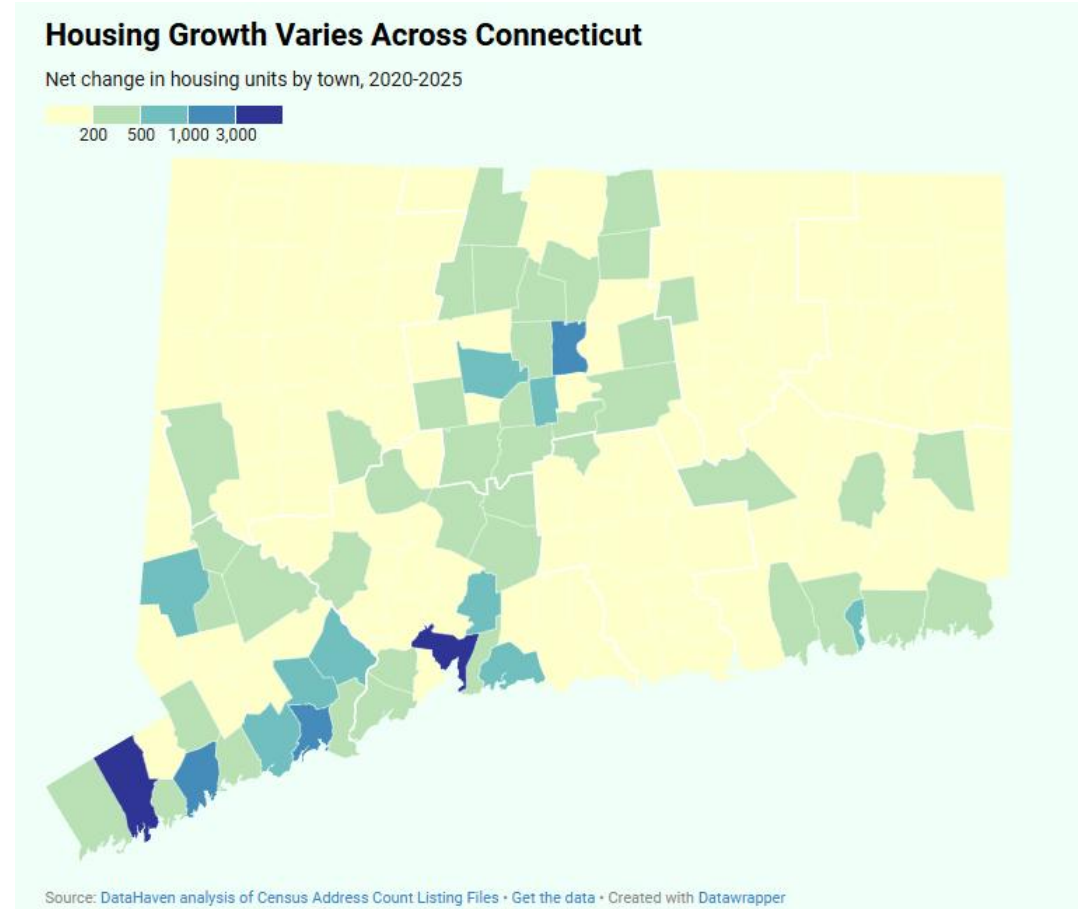 Housing Growth Varies Across Connecticut
Net change in housing units by town, 2020-2025
200 500 1,000 3,000
Source: DataHaven analysis of Census Address Count Listing Files • Get the data • Created with Datawrapper